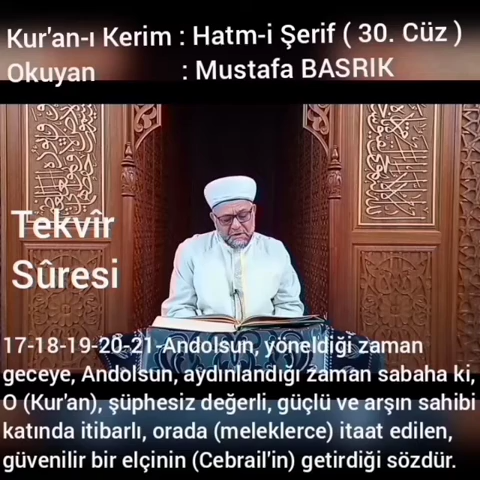 Kur'an-ı Kerim : Hatm-i Şerif ( 30. Cüz )
Okuyan : Mustafa BASRIK
Tekvîr
Sûresi
17-18-19-20-21-Andolsun, yöneldiği zaman
geceye, Andolsun, aydınlandığı zaman sabaha ki,
O (Kur'an), şüphesiz değerli, güçlü ve arşın sahibi
katında itibarlı, orada (meleklerce) itaat edilen,
güvenilir bir elçinin (Cebrail'in) getirdiği sözdür.